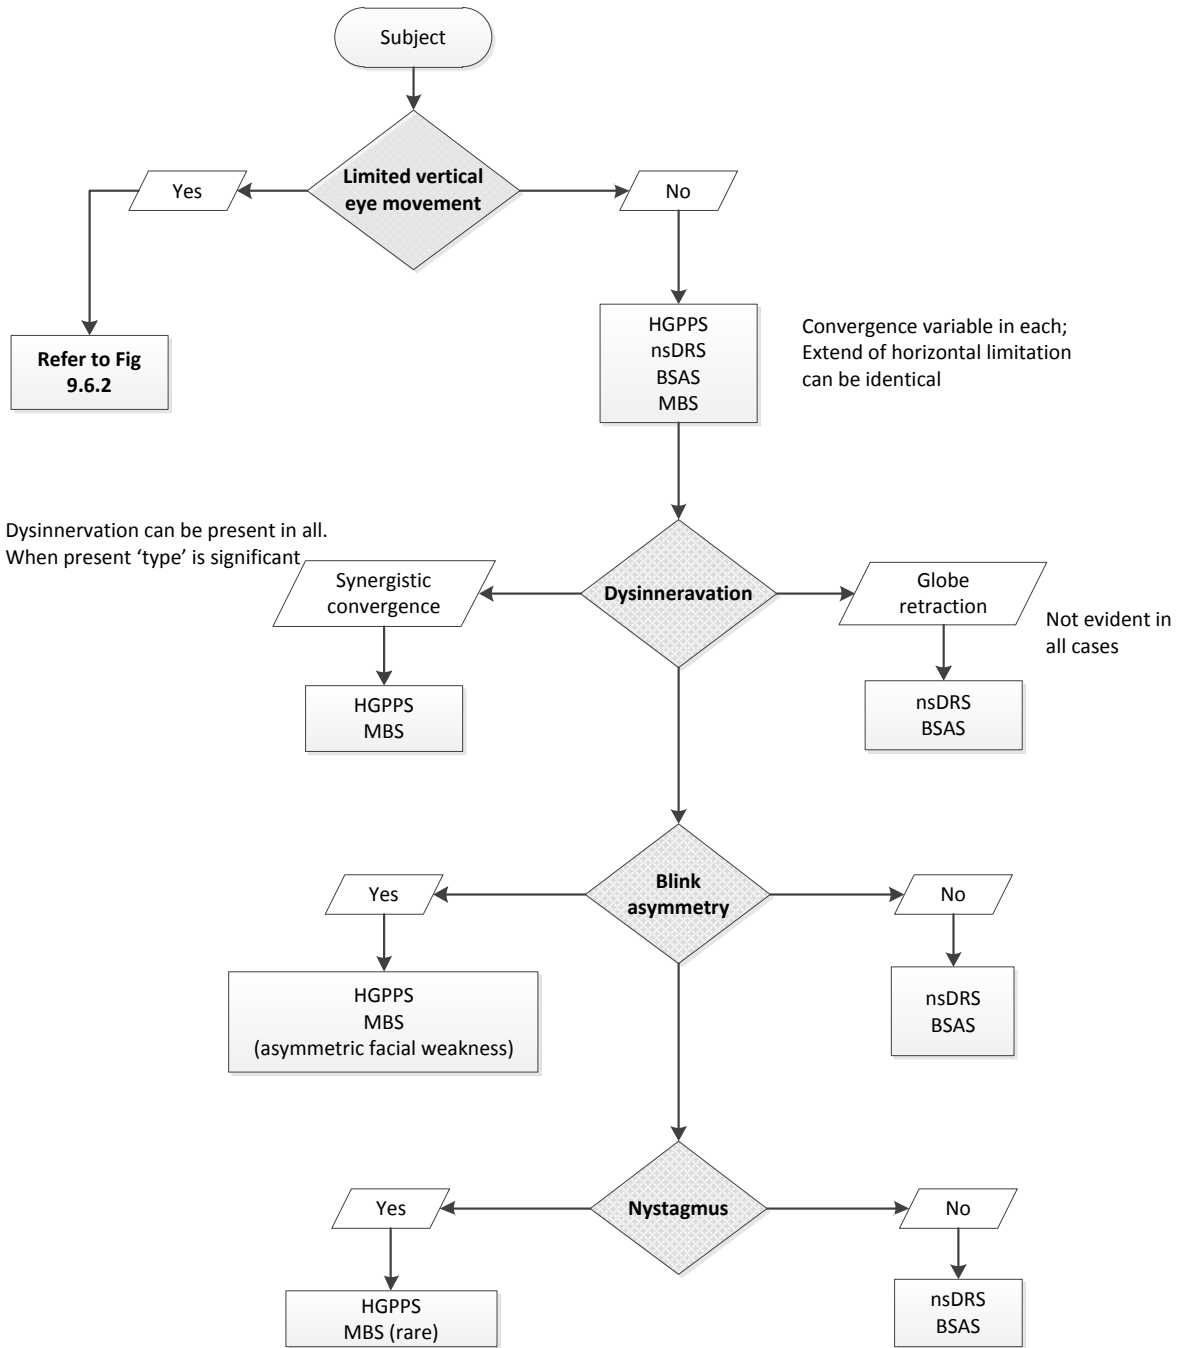 Subject
Limited vertical
eye movement
Yes
No
Refer to Fig
9.6.2
HGPPS
nsDRS
BSAS
MBS
Convergence variable in each;
Extend of horizontal limitation
can be identical
Dysinnervation can be present in all.
When present ‘type’ is significant
Synergistic
convergence
Dysinneravation
Globe
retraction
Not evident in
all cases
HGPPS
MBS
nsDRS
BSAS
Blink
asymmetry
Yes
No
HGPPS
MBS
(asymmetric facial weakness)
nsDRS
BSAS
Nystagmus
Yes
No
HGPPS
MBS (rare)
nsDRS
BSAS